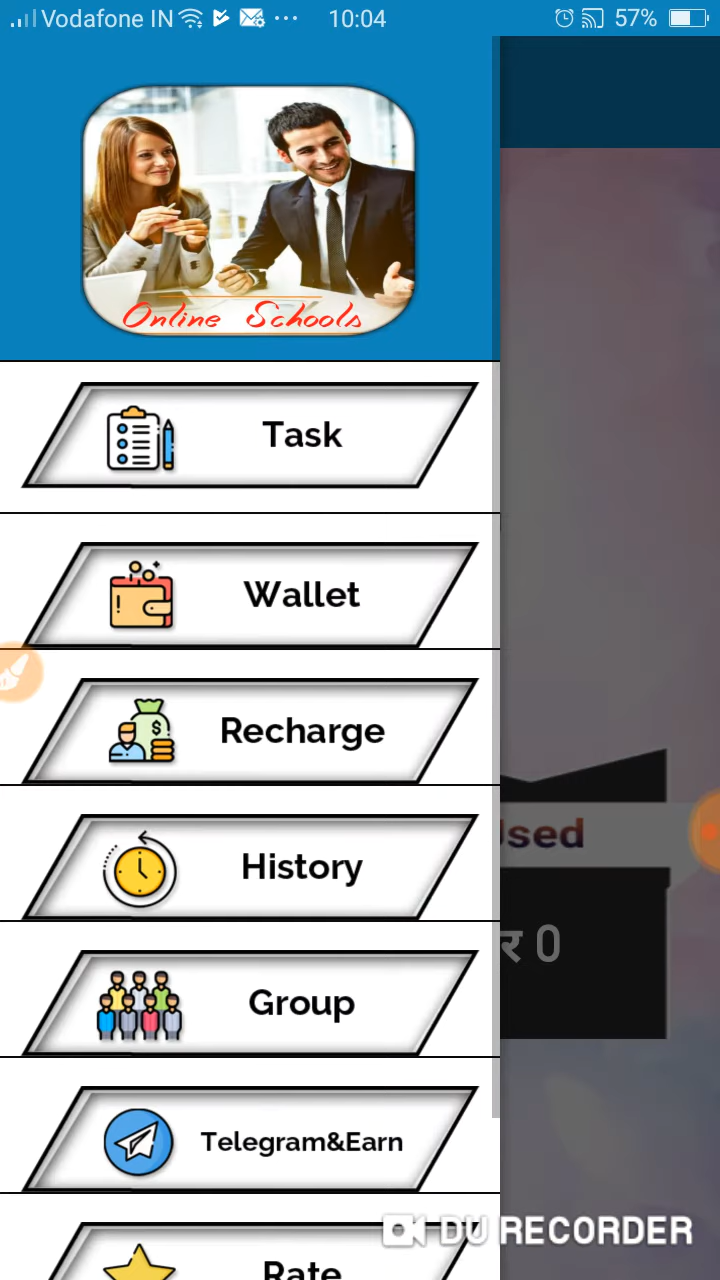 Vodafone IN 10:04 57%
Online Schools
Task
Wallet
Recharge
History
Group
Telegram&Earn
Rate
DU RECORDER